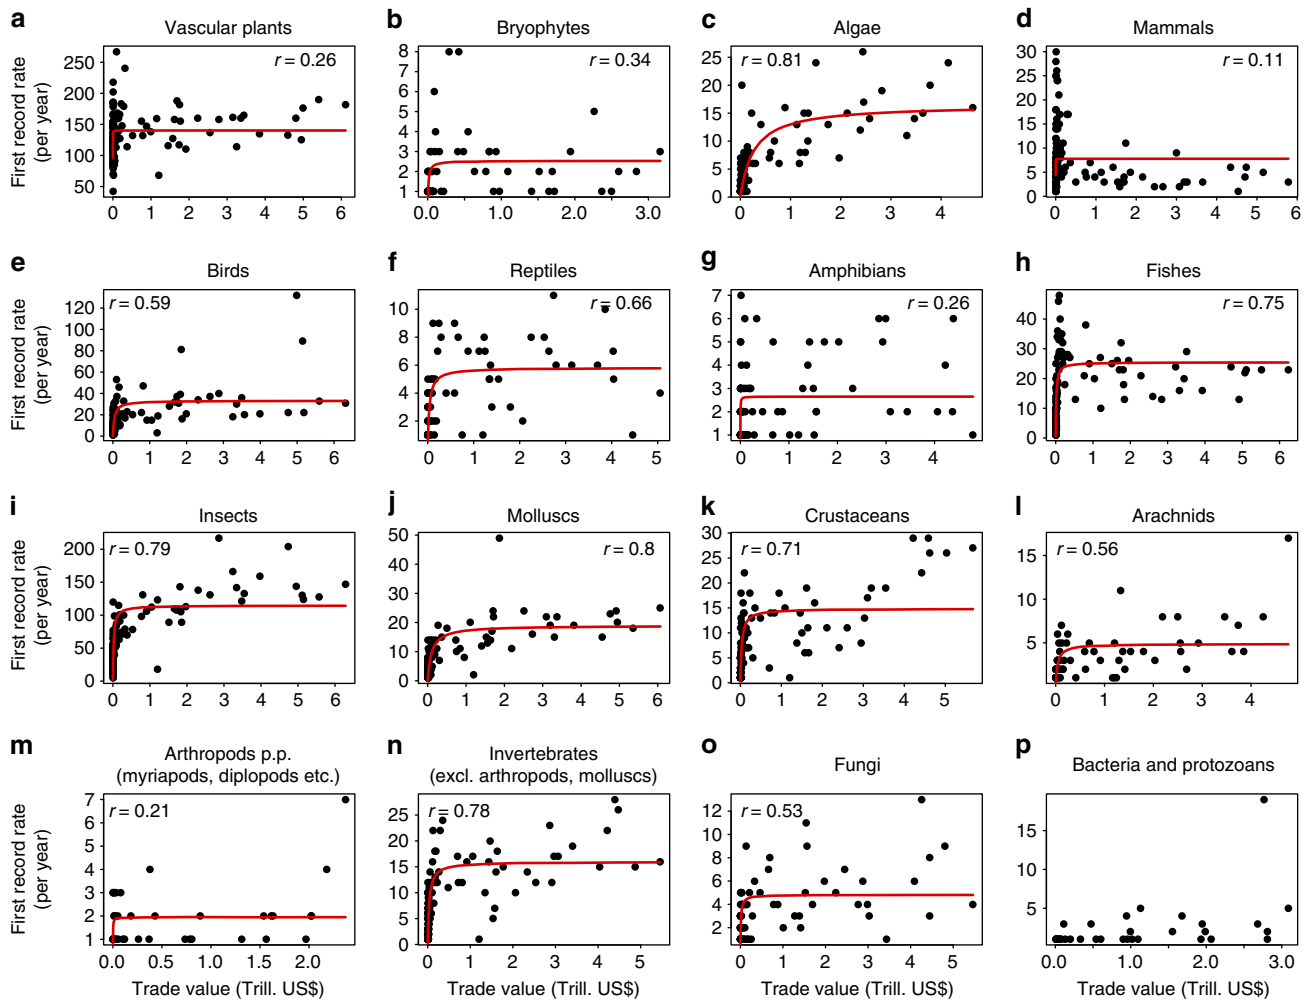 a Vascular plants
b Bryophytes
c Algae
d Mammals
First record rate
(per year)
250
200
150
100
50
r = 0.26
0 1 2 3 4 5 6
8
7
6
5
4
3
2
1
r = 0.34
0.0 1.0 2.0 3.0
25
20
15
10
5
0
r = 0.81
0 1 2 3 4
30
25
20
15
10
5
0
r = 0.11
0 1 2 3 4 5 6
e Birds
f Reptiles
g Amphibians
h Fishes
First record rate
(per year)
120
100
80
60
40
20
0
r = 0.59
0 1 2 3 4 5 6
10
8
6
4
2
r = 0.66
0 1 2 3 4 5
7
6
5
4
3
2
1
r = 0.26
0 1 2 3 4
40
30
20
10
0
r = 0.75
0 1 2 3 4 5 6
i Insects
j Molluscs
k Crustaceans
l Arachnids
First record rate
(per year)
200
150
100
50
0
r = 0.79
0 1 2 3 4 5 6
50
40
30
20
10
0
r = 0.8
0 1 2 3 4 5 6
30
25
20
15
10
5
0
r = 0.71
0 1 2 3 4 5
15
10
5
r = 0.56
0 1 2 3 4
m Arthropods p.p.
(myriapods, diplopods etc.)
n Invertebrates
(excl. arthropods, molluscs)
o Fungi
p Bacteria and protozoans
First record rate
(per year)
7
6
5
4
3
2
1
r = 0.21
0.0 0.5 1.0 1.5 2.0
Trade value (Trill. US$)
25
20
15
10
5
0
r = 0.78
0 1 2 3 4 5
Trade value (Trill. US$)
12
10
8
6
4
2
r = 0.53
0 1 2 3 4 5
Trade value (Trill. US$)
15
10
5
0.0 1.0 2.0 3.0
Trade value (Trill. US$)